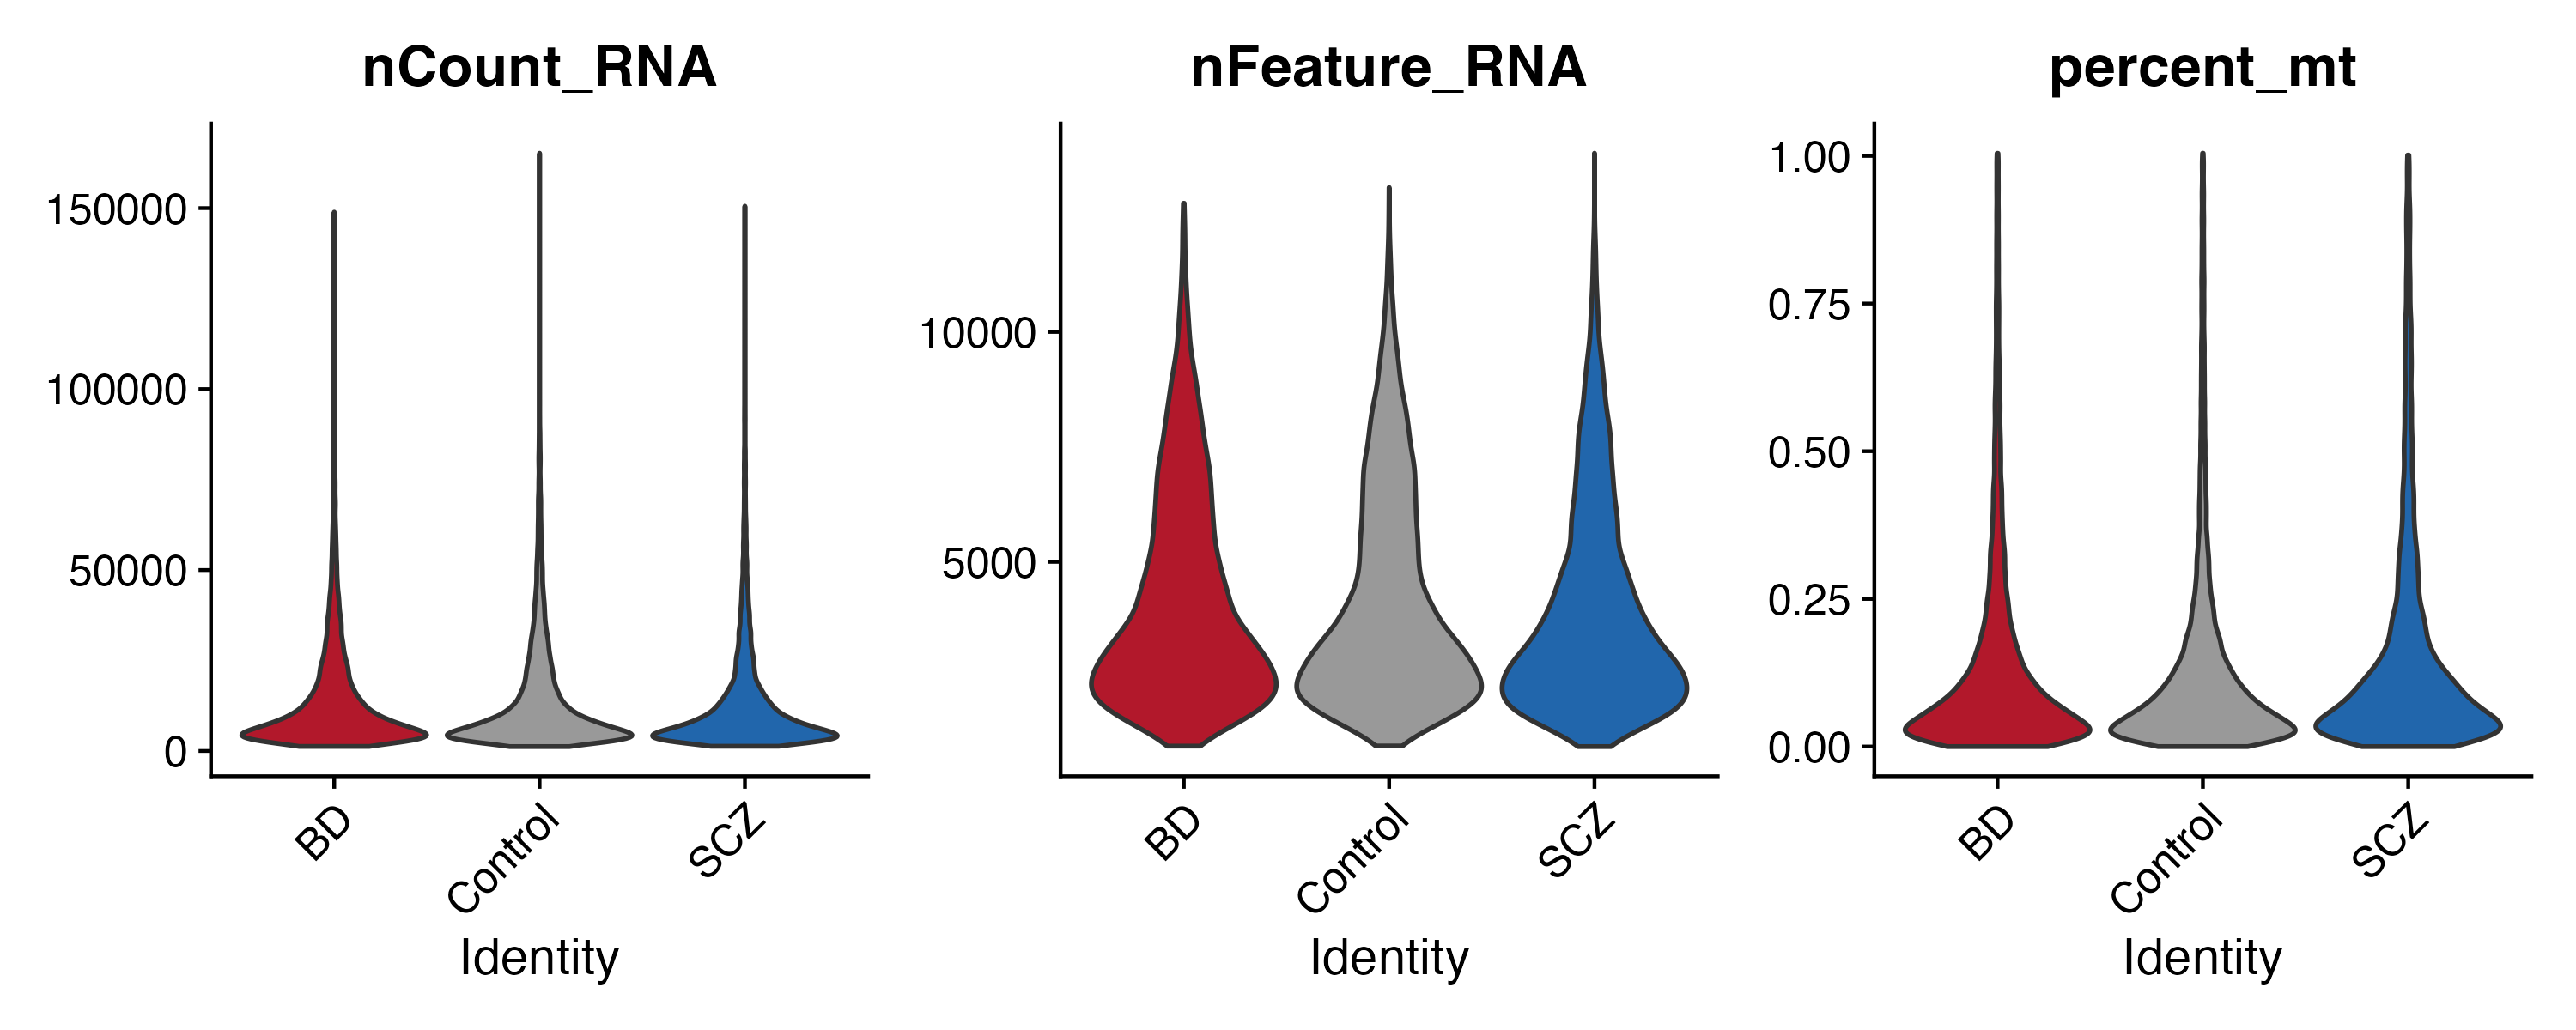 nCount_RNA
150000
100000
50000
0
BD
Control
SCZ
Identity
nFeature_RNA
10000
5000
BD
Control
SCZ
Identity
percent_mt
1.00
0.75
0.50
0.25
0.00
BD
Control
SCZ
Identity